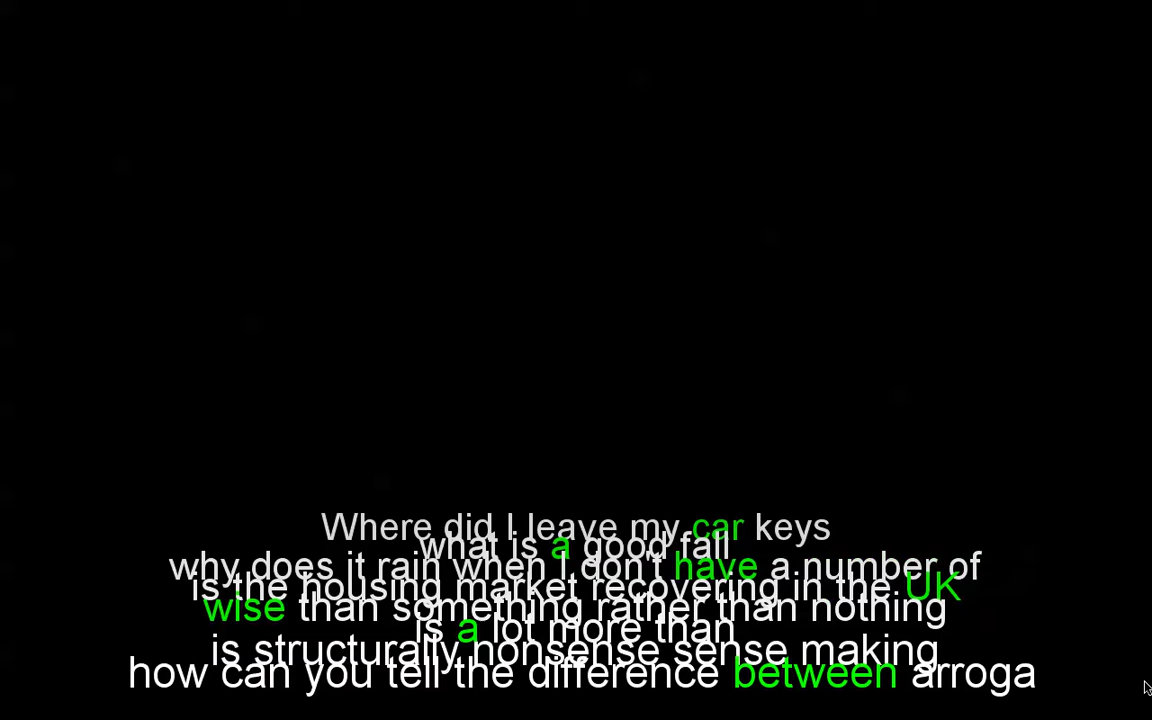 Where did I leave my car keys
what is a good fall
why does it rain when I don't have a number of
is the housing market recovering in the UK
wise than something rather than nothing
is a lot more than
is structurally nonsense sense making
how can you tell the difference between arroga